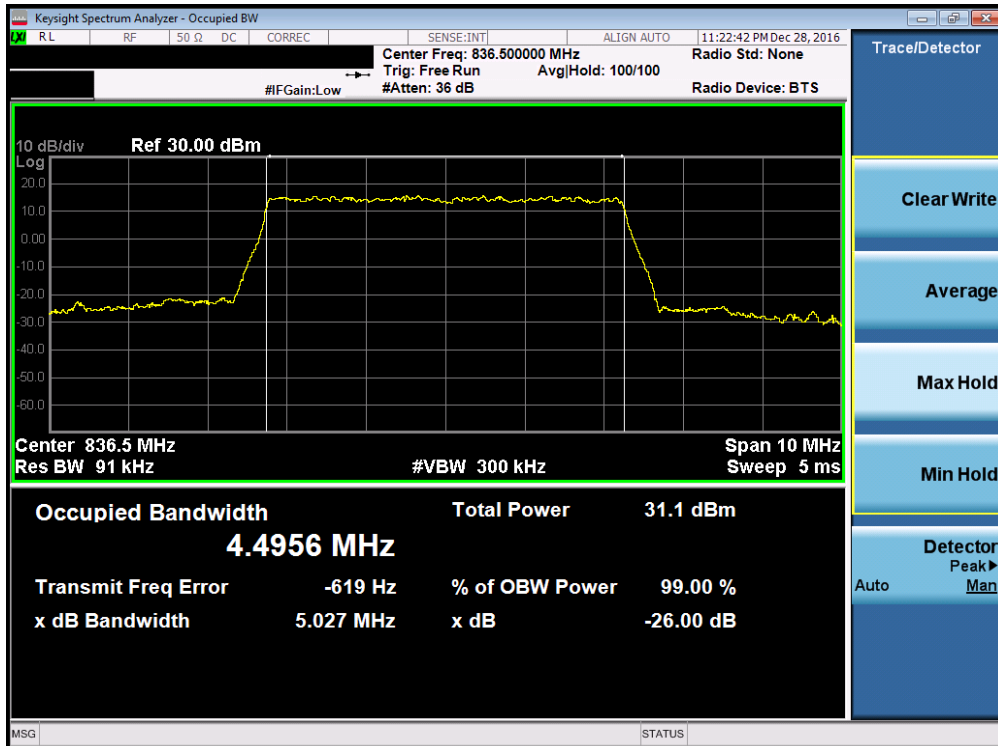 Keysight Spectrum Analyzer - Occupied BW
LXI RL RF 50 Ω DC CORREC SENSE:INT ALIGN AUTO 11:22:42 PM Dec 28, 2016
Center Freq: 836.500000 MHz Radio Std: None
Trig: Free Run Avg|Hold: 100/100
#IFGain:Low #Atten: 36 dB Radio Device: BTS
10 dB/div Ref 30.00 dBm
Log
20.0
10.0
0.00
-10.0
-20.0
-30.0
-40.0
-50.0
-60.0
Center 836.5 MHz Span 10 MHz
Res BW 91 kHz #VBW 300 kHz Sweep 5 ms
Occupied Bandwidth Total Power 31.1 dBm
4.4956 MHz
Transmit Freq Error -619 Hz % of OBW Power 99.00 %
x dB Bandwidth 5.027 MHz x dB -26.00 dB
MSG STATUS
Trace/Detector
Clear Write
Average
Max Hold
Min Hold
Detector
Peak▶
Auto Man